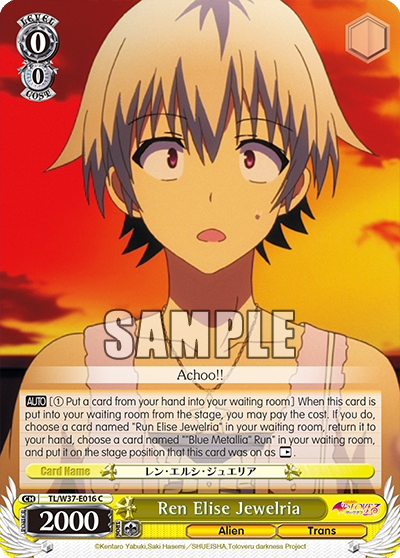 LEVEL
0
0
COST
SAMPLE
Achoo!!
AUTO [① Put a card from your hand into your waiting room] When this card is
put into your waiting room from the stage, you may pay the cost. If you do,
choose a card named "Run Elise Jewelria" in your waiting room, return it
to your hand, choose a card named ""Blue Metallia" Run" in your waiting room,
and put it on the stage position that this card was on as
Card Name
レン・エルシ・ジュエリア
CH
TL/W37-E016 C
Ren Elise Jewelria
2000
Alien
Trans
©Kentaro Yabuki,Saki Hasemi／SHUEISHA,Toloveru darkness Project